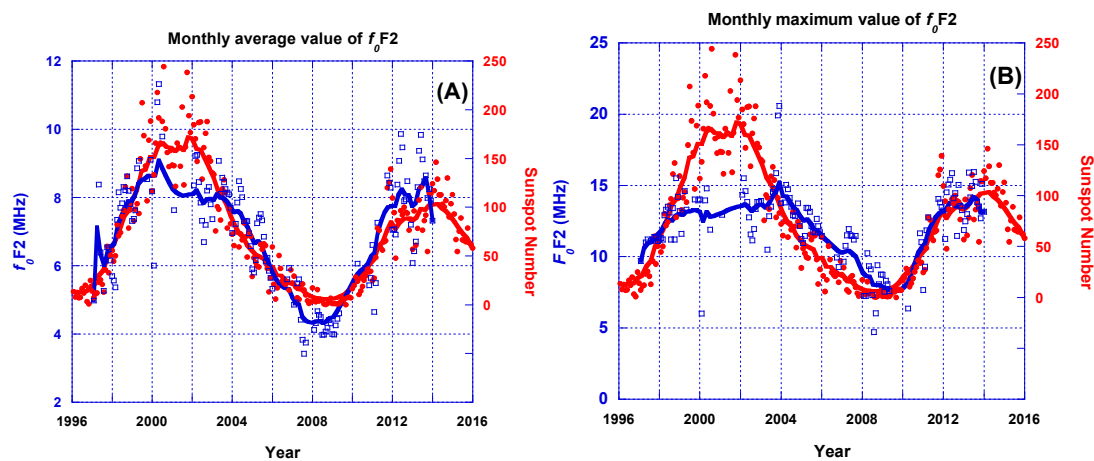 Monthly average value of f₀F2
12
10
8
6
4
2
f₀F2 (MHz)
250
200
150
100
50
0
Sunspot Number
(A)
1996 2000 2004 2008 2012 2016
Year
Monthly maximum value of f₀F2
25
20
15
10
5
0
F₀F2 (MHz)
250
200
150
100
50
0
Sunspot Number
(B)
1996 2000 2004 2008 2012 2016
Year